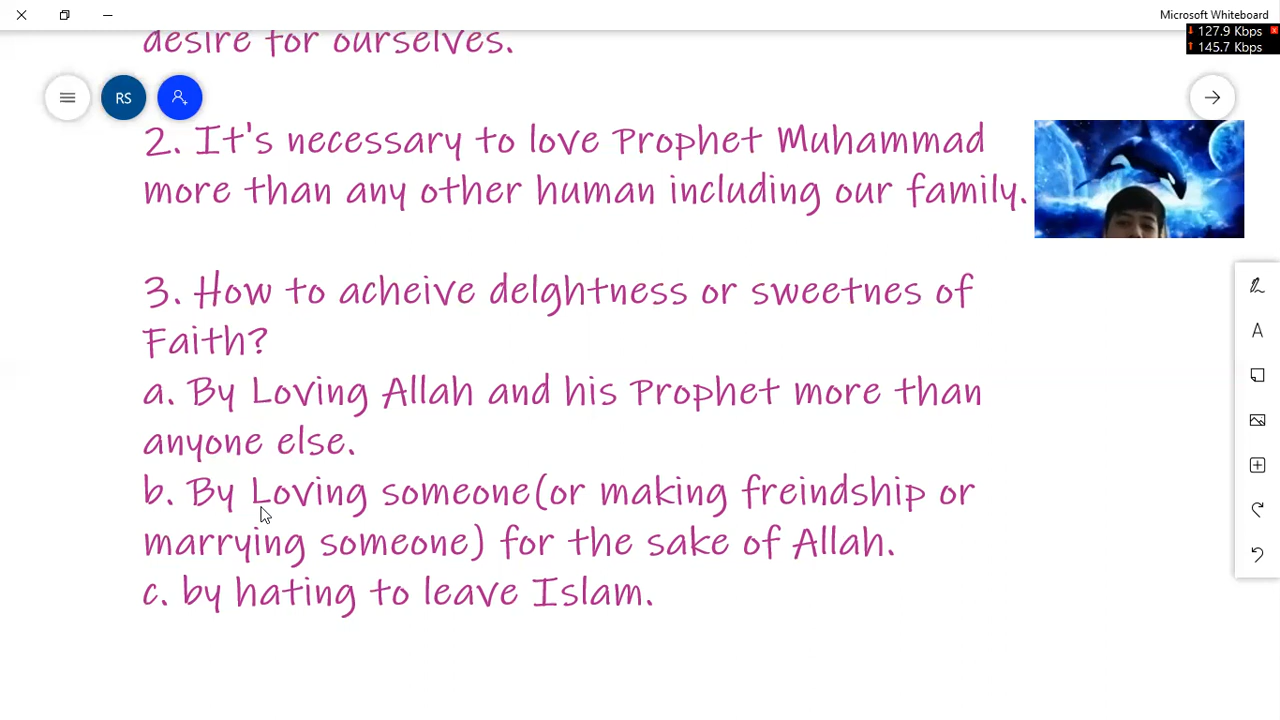 Microsoft Whiteboard
127.9 Kbps
145.7 Kbps
desire for ourselves.
RS
2. It's necessary to love Prophet Muhammad
more than any other human including our family.
3. How to acheive delghtness or sweetnes of
Faith?
a. By Loving Allah and his Prophet more than
anyone else.
b. By Loving someone(or making freindship or
marrying someone) for the sake of Allah.
c. by hating to leave Islam.